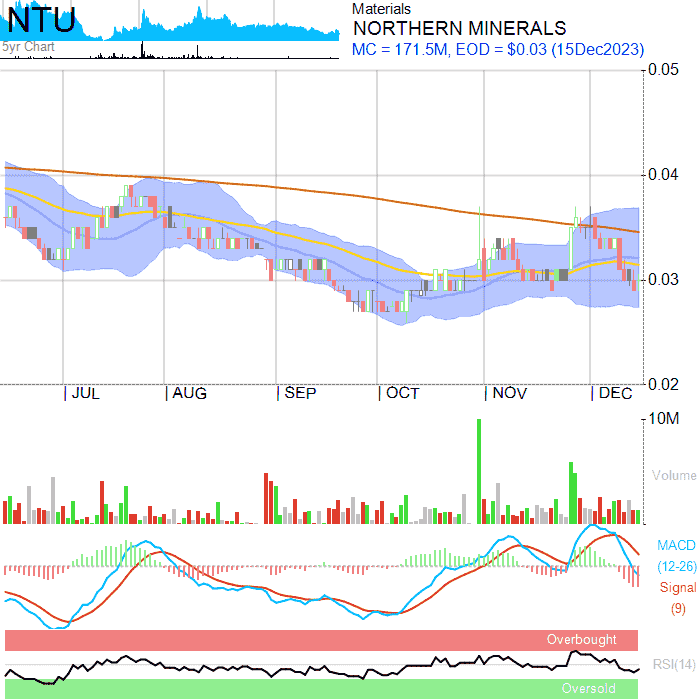 NTU
5yr Chart
Materials
NORTHERN MINERALS
MC = 171.5M, EOD = $0.03 (15Dec2023)
0.05
0.04
0.03
0.02
JUL AUG SEP OCT NOV DEC
10M
Volume
MACD
(12-26)
Signal
(9)
Overbought
RSI(14)
Oversold